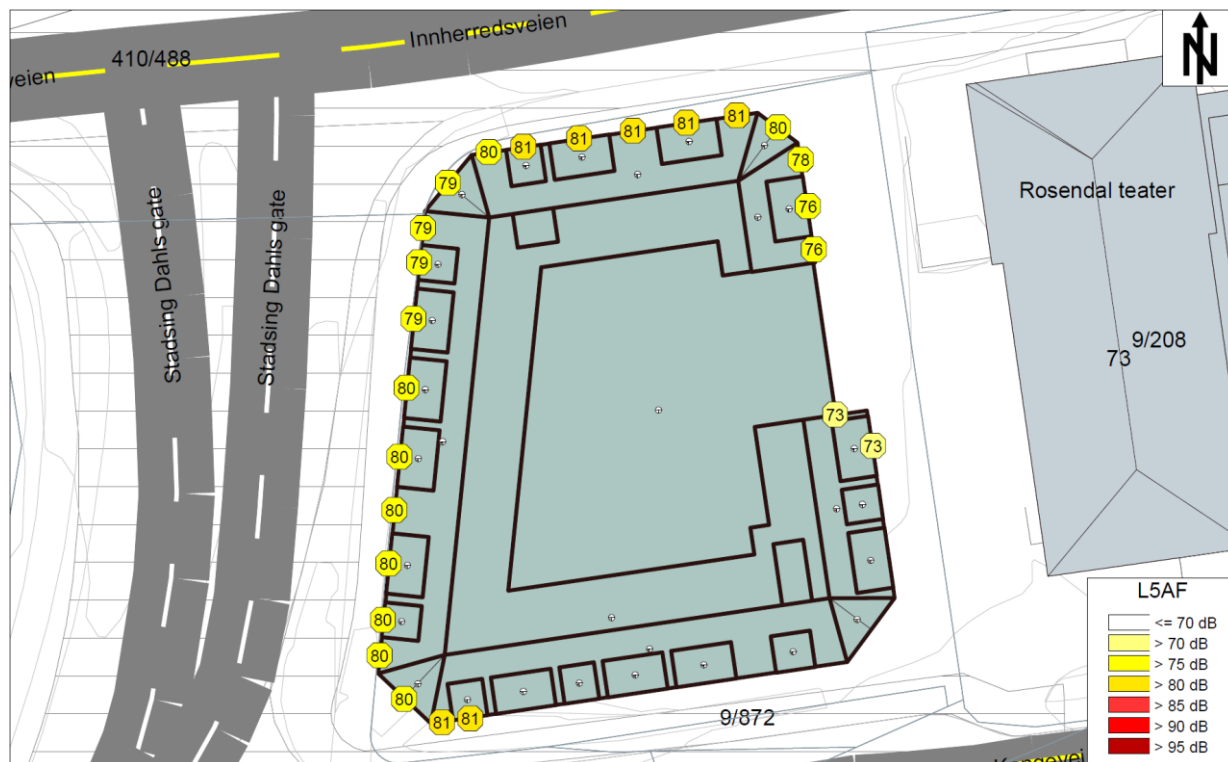 Innherredsveien
410/488
veien
N
81
81
81
81
81
80
80
78
79
76
79
76
79
79
80
80
80
80
80
80
80
81
81
73
73
Stadsing Dahls gate
Stadsing Dahls gate
Rosendal teater
9/208
73
9/872
L5AF
<= 70 dB
> 70 dB
> 75 dB
> 80 dB
> 85 dB
> 90 dB
> 95 dB